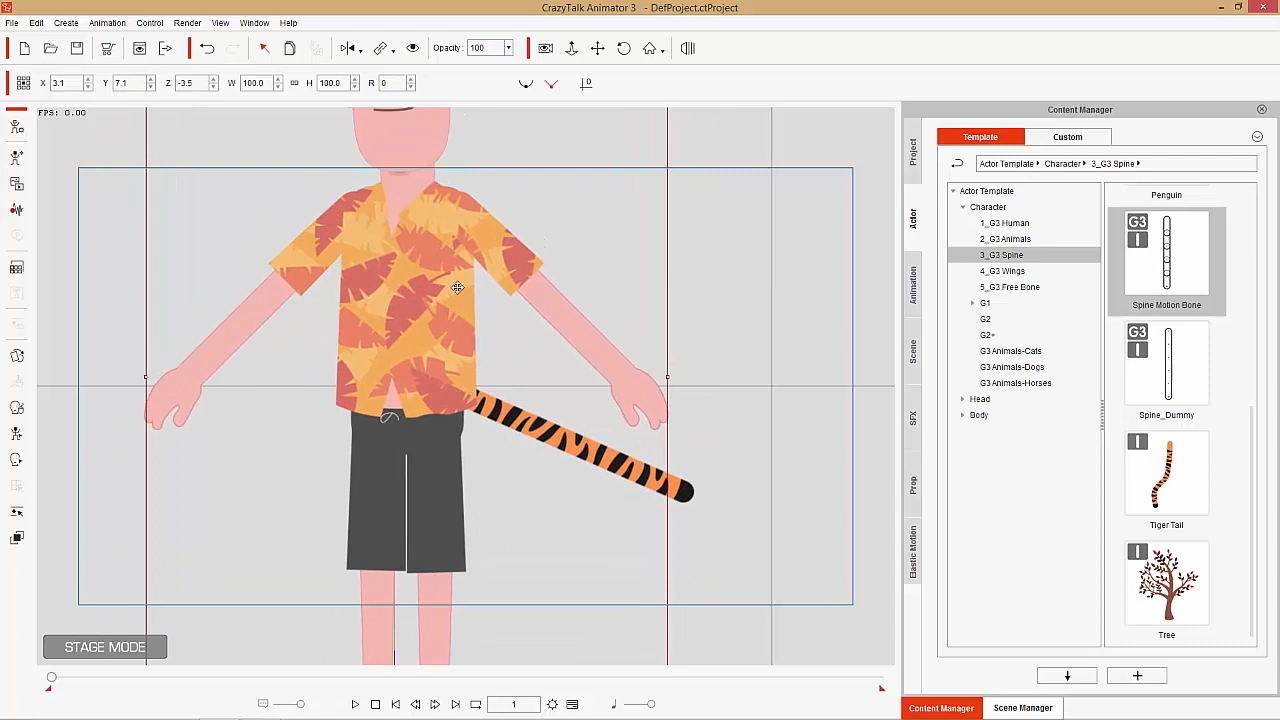 CrazyTalk Animator 3 - DefProject.ctProject
File Edit Create Animation Control Render View Window Help
Opacity : 100
X 3.1 Y 7.1 Z -3.5 W 100.0 H 100.0 R 0
FPS: 0.00
Content Manager
Template Custom
Actor Template Character 3_G3 Spine
Project
Actor
Animation
Scene
SFX
Prop
Elastic Motion
Actor Template
Character
1_G3 Human
2_G3 Animals
3_G3 Spine
4_G3 Wings
5_G3 Free Bone
G1
G2
G2+
G3 Animals-Cats
G3 Animals-Dogs
G3 Animals-Horses
Head
Body
Penguin
G3
Spine Motion Bone
G3
Spine_Dummy
Tiger Tail
Tree
STAGE MODE
1
Content Manager Scene Manager